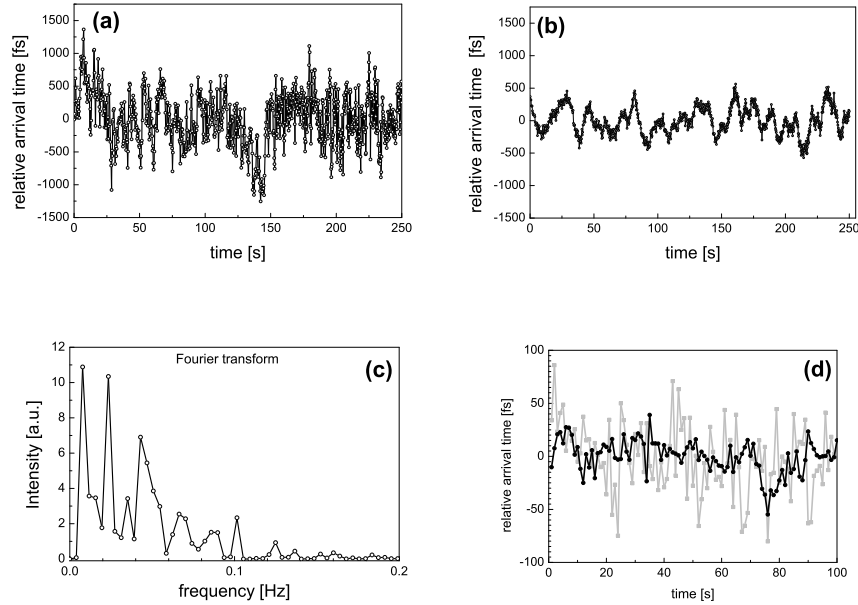 (a)
relative arrival time [fs]
1500
1000
500
0
-500
-1000
-1500
0 50 100 150 200 250
time [s]
(b)
relative arrival time [fs]
1500
1000
500
0
-500
-1000
-1500
0 50 100 150 200 250
time [s]
Fourier transform
(c)
Intensity [a.u.]
12
10
8
6
4
2
0
0.0 0.1 0.2
frequency [Hz]
(d)
relative arrival time [fs]
100
50
0
-50
-100
0 20 40 60 80 100
time [s]